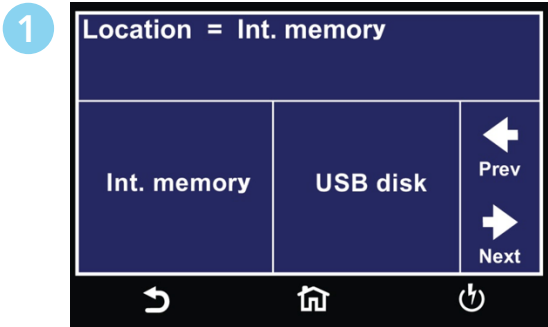 1
Location = Int. memory
Int. memory
USB disk
Prev
Next